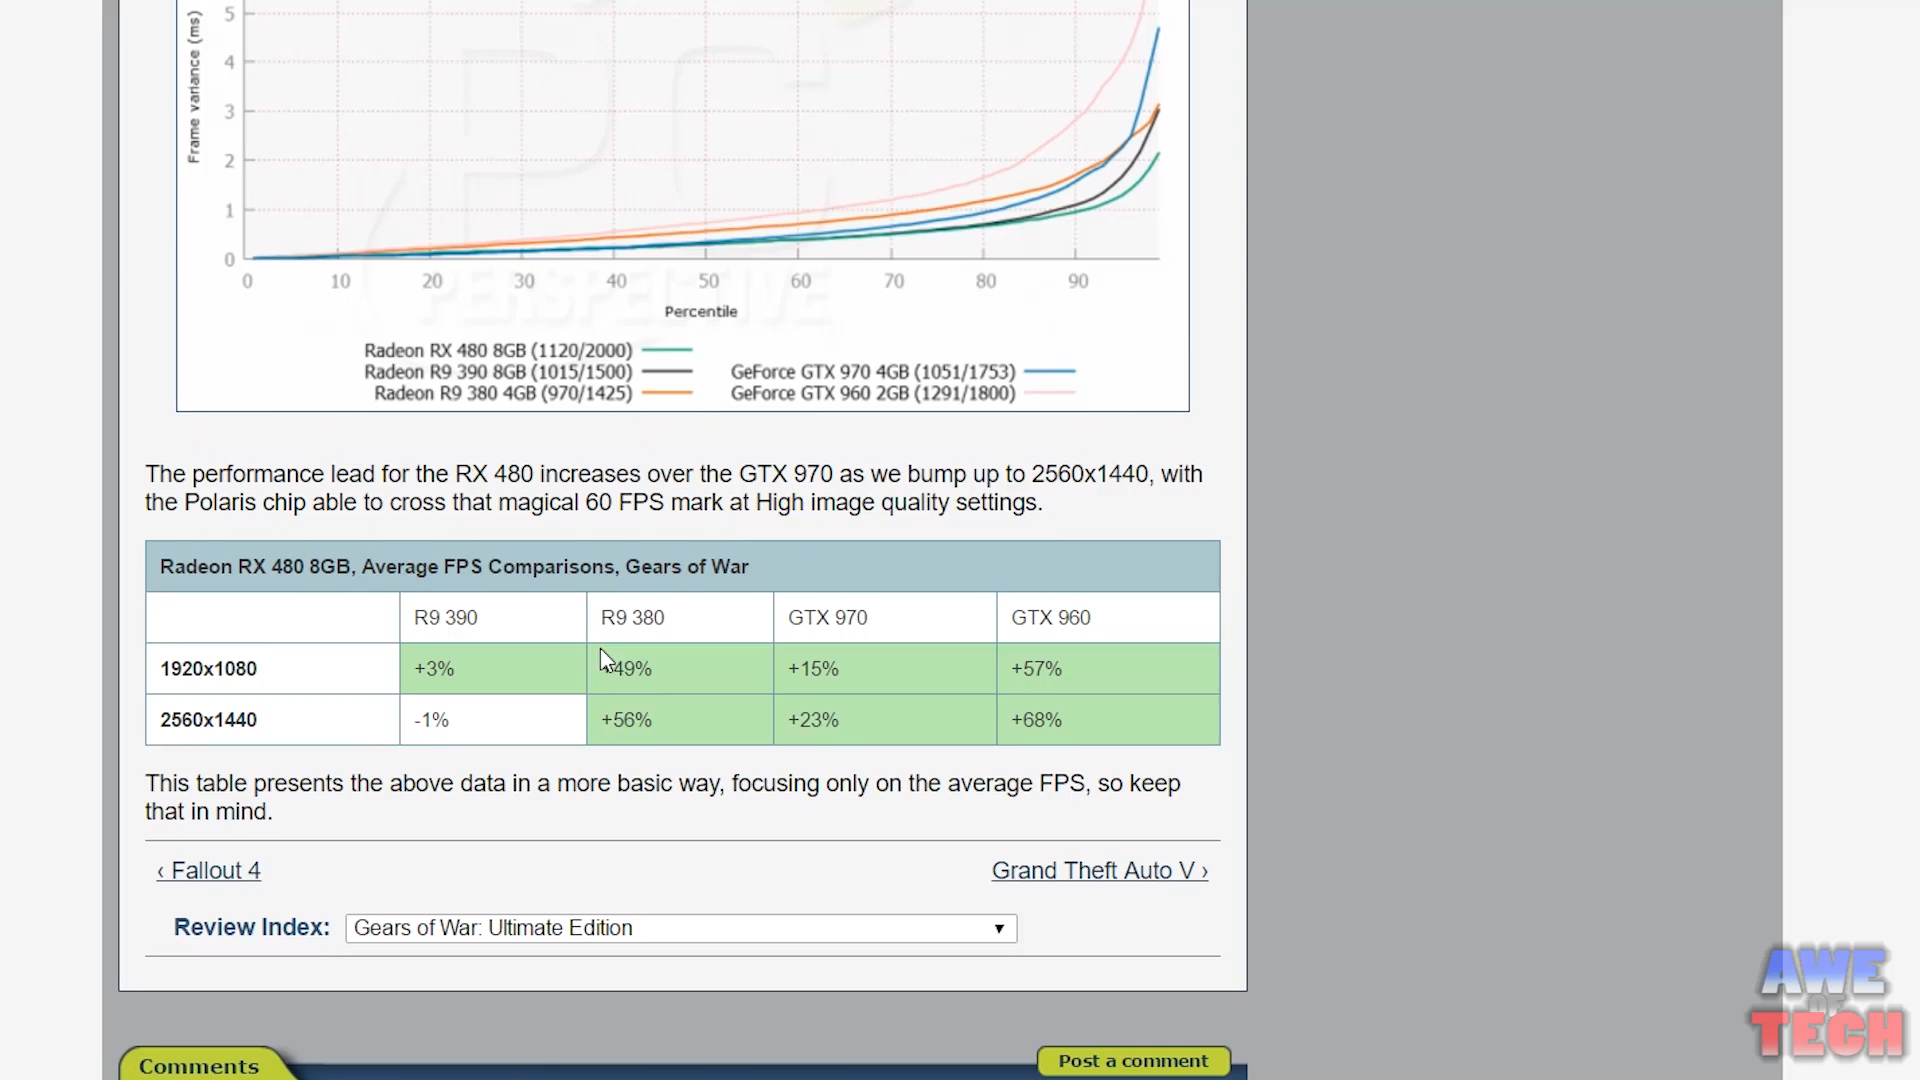 5
4
3
2
1
0
Frame variance (ms)
0 10 20 30 40 50 60 70 80 90
Percentile
PC
PERSPECTIVE
Radeon RX 480 8GB (1120/2000)
Radeon R9 390 8GB (1015/1500) GeForce GTX 970 4GB (1051/1753)
Radeon R9 380 4GB (970/1425) GeForce GTX 960 2GB (1291/1800)
The performance lead for the RX 480 increases over the GTX 970 as we bump up to 2560x1440, with
the Polaris chip able to cross that magical 60 FPS mark at High image quality settings.
Radeon RX 480 8GB, Average FPS Comparisons, Gears of War
R9 390 R9 380 GTX 970 GTX 960
1920x1080 +3% 49% +15% +57%
2560x1440 -1% +56% +23% +68%
This table presents the above data in a more basic way, focusing only on the average FPS, so keep
that in mind.
‹ Fallout 4 Grand Theft Auto V ›
Review Index: Gears of War: Ultimate Edition
Comments Post a comment
AWE
OF
TECH